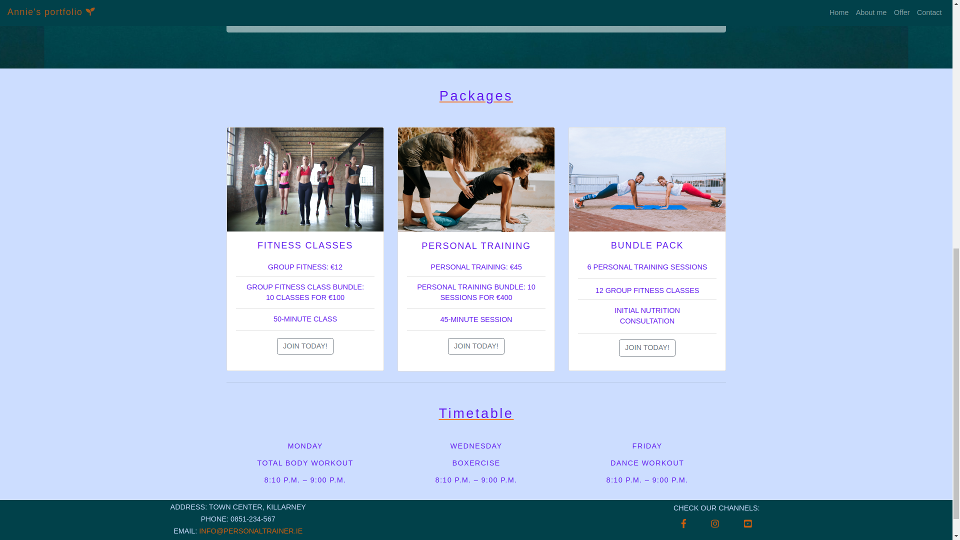 Annie's portfolio
Home About me Offer Contact
Packages
FITNESS CLASSES
GROUP FITNESS: €12
GROUP FITNESS CLASS BUNDLE:
10 CLASSES FOR €100
50-MINUTE CLASS
JOIN TODAY!
PERSONAL TRAINING
PERSONAL TRAINING: €45
PERSONAL TRAINING BUNDLE: 10
SESSIONS FOR €400
45-MINUTE SESSION
JOIN TODAY!
BUNDLE PACK
6 PERSONAL TRAINING SESSIONS
12 GROUP FITNESS CLASSES
INITIAL NUTRITION
CONSULTATION
JOIN TODAY!
Timetable
MONDAY
TOTAL BODY WORKOUT
8:10 P.M. – 9:00 P.M.
WEDNESDAY
BOXERCISE
8:10 P.M. – 9:00 P.M.
FRIDAY
DANCE WORKOUT
8:10 P.M. – 9:00 P.M.
ADDRESS: TOWN CENTER, KILLARNEY
PHONE: 0851-234-567
EMAIL: INFO@PERSONALTRAINER.IE
CHECK OUR CHANNELS: